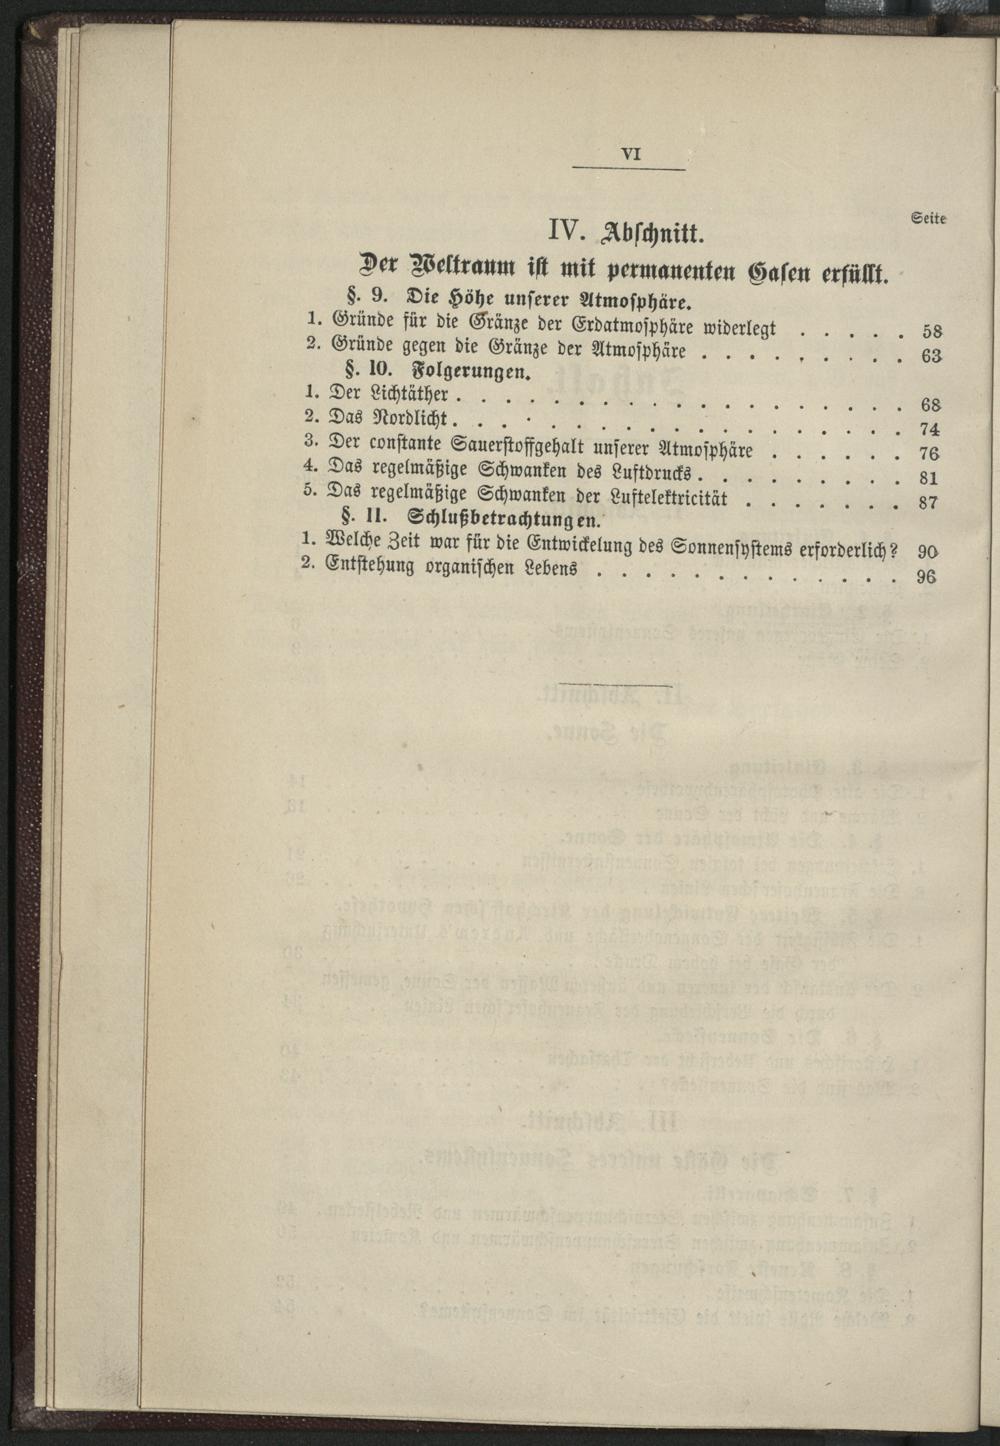 VI
Seite
IV. Abschnitt.
Der Weltraum ist mit permanenten Gasen erfüllt.
§. 9. Die Höhe unserer Atmosphäre.
1. Gründe für die Gränze der Erdatmosphäre widerlegt . . . . . 58
2. Gründe gegen die Gränze der Atmosphäre . . . . . . . . . 63
§. 10. Folgerungen.
1. Der Lichtäther . . . . . . . . . . . . . . . . . . . 68
2. Das Nordlicht . . . . . . . . . . . . . . . . . . . 74
3. Der constante Sauerstoffgehalt unserer Atmosphäre . . . . . . 76
4. Das regelmäßige Schwanken des Luftdrucks . . . . . . . . . 81
5. Das regelmäßige Schwanken der Luftelektricität . . . . . . . 87
§. 11. Schlußbetrachtungen.
1. Welche Zeit war für die Entwickelung des Sonnensystems erforderlich? 90
2. Entstehung organischen Lebens . . . . . . . . . . . . . 96